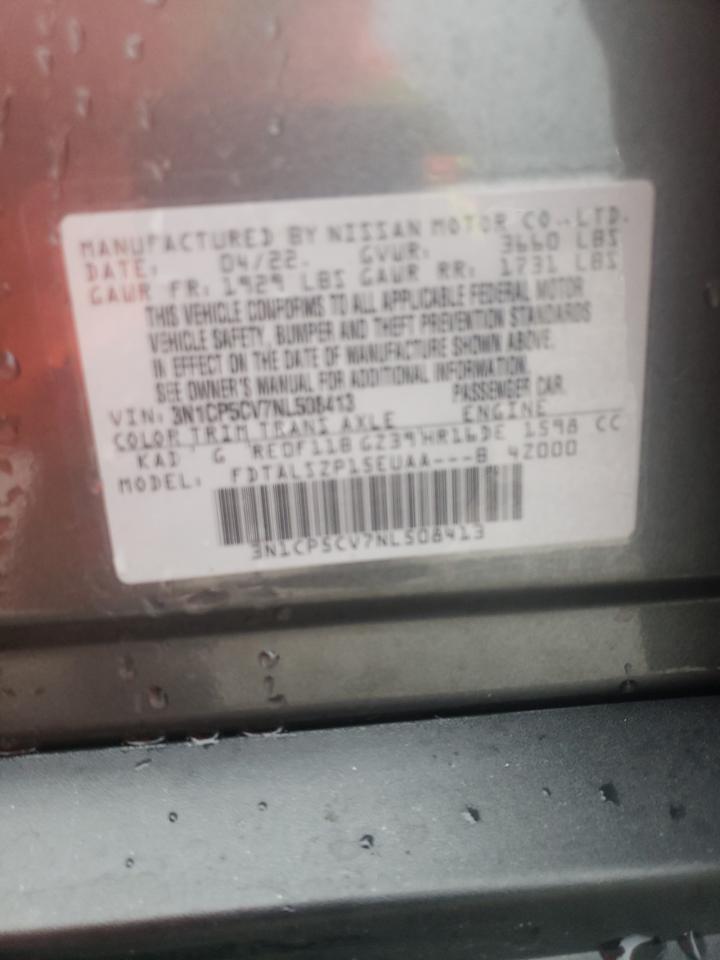 MANUFACTURED BY NISSAN MOTOR CO., LTD.
DATE: 04/22 GVWR: 3660 LBS
GAWR FR: 1929 LBS GAWR RR: 1731 LBS
THIS VEHICLE CONFORMS TO ALL APPLICABLE FEDERAL MOTOR
VEHICLE SAFETY, BUMPER AND THEFT PREVENTION STANDARDS
IN EFFECT ON THE DATE OF MANUFACTURE SHOWN ABOVE.
SEE OWNER'S MANUAL FOR ADDITIONAL INFORMATION.
VIN: 3N1CP5CV7NL508413 PASSENGER CAR.
COLOR TRIM TRANS AXLE ENGINE
KAD G RE0F11B GZ39 HR16DE 1598 CC
MODEL: FDTALSZP15EUAA---B 4Z000
3N1CP5CV7NL508413